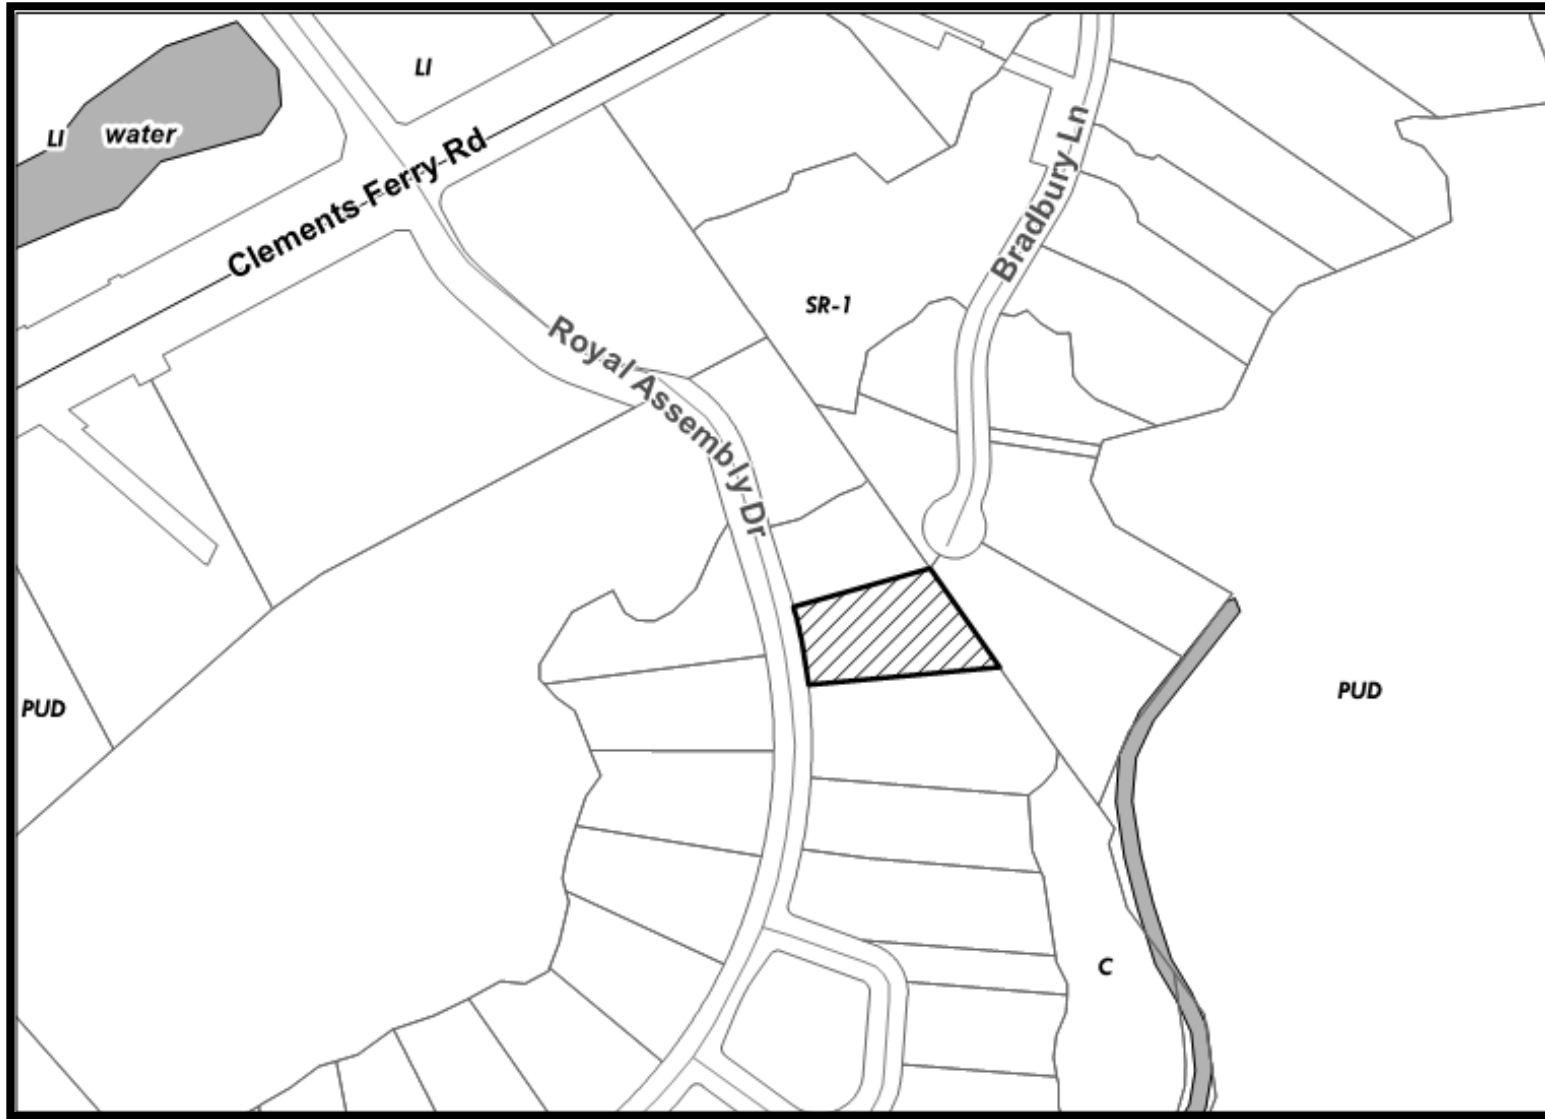 LI
LI
water
Clements Ferry Rd
Bradbury Ln
SR-1
Royal Assembly Dr
PUD
PUD
C